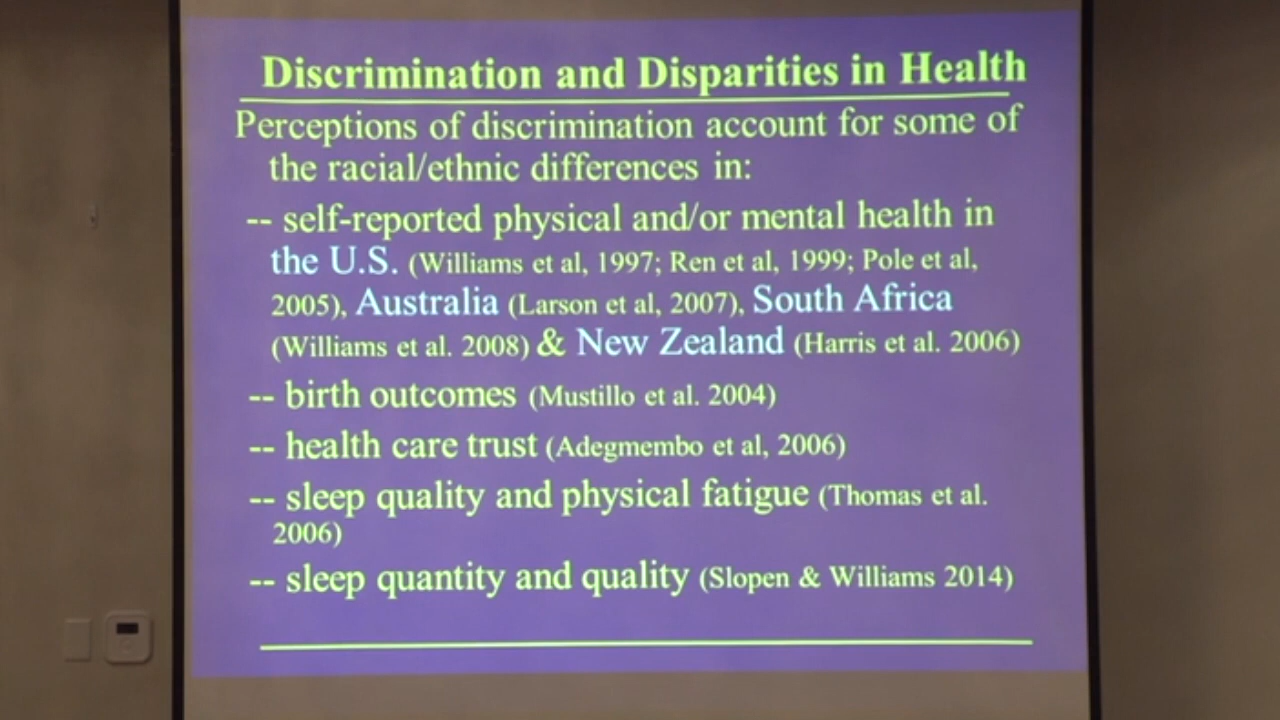 Discrimination and Disparities in Health
Perceptions of discrimination account for some of
the racial/ethnic differences in:
-- self-reported physical and/or mental health in
the U.S. (Williams et al, 1997; Ren et al, 1999; Pole et al,
2005), Australia (Larson et al, 2007), South Africa
(Williams et al. 2008) & New Zealand (Harris et al. 2006)
-- birth outcomes (Mustillo et al. 2004)
-- health care trust (Adegmembo et al, 2006)
-- sleep quality and physical fatigue (Thomas et al.
2006)
-- sleep quantity and quality (Slopen & Williams 2014)